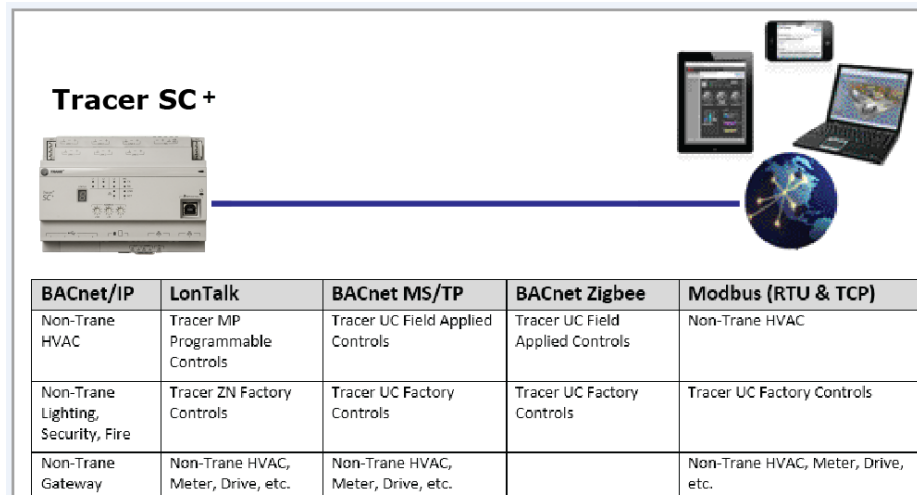 Tracer SC+
BACnet/IP LonTalk BACnet MS/TP BACnet Zigbee Modbus (RTU & TCP)
Non-Trane
HVAC
Tracer MP
Programmable
Controls
Tracer UC Field Applied
Controls
Tracer UC Field
Applied Controls
Non-Trane HVAC
Non-Trane
Lighting,
Security, Fire
Tracer ZN Factory
Controls
Tracer UC Factory
Controls
Tracer UC Factory
Controls
Tracer UC Factory Controls
Non-Trane
Gateway
Non-Trane HVAC,
Meter, Drive, etc.
Non-Trane HVAC,
Meter, Drive, etc.
Non-Trane HVAC, Meter, Drive,
etc.